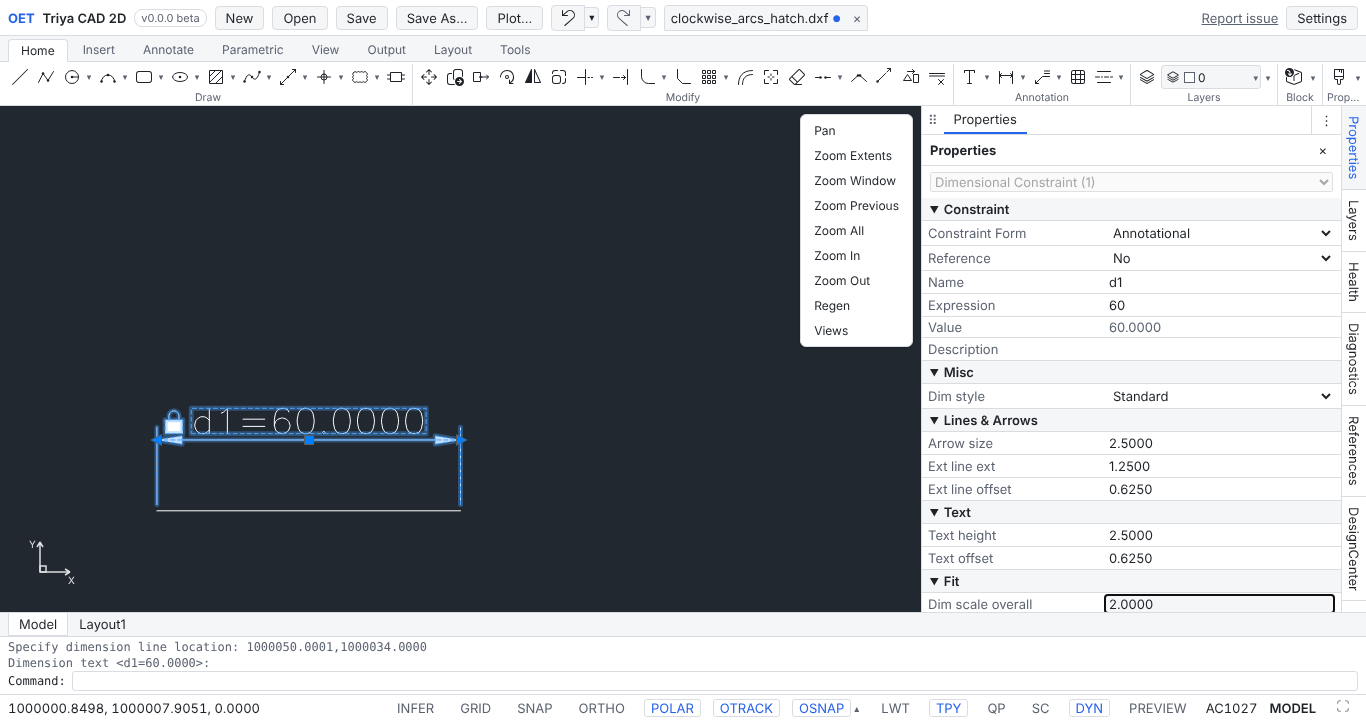 OET Triya CAD 2D v0.0.0 beta New Open Save Save As... Plot... clockwise_arcs_hatch.dxf × Report issue Settings
Home Insert Annotate Parametric View Output Layout Tools
0
Draw Modify Annotation Layers Block Prop...
Pan
Zoom Extents
Zoom Window
Zoom Previous
Zoom All
Zoom In
Zoom Out
Regen
Views
d1=60.0000
Y
X
Properties
Properties ×
Dimensional Constraint (1)
Constraint
Constraint Form Annotational
Reference No
Name d1
Expression 60
Value 60.0000
Description
Misc
Dim style Standard
Lines & Arrows
Arrow size 2.5000
Ext line ext 1.2500
Ext line offset 0.6250
Text
Text height 2.5000
Text offset 0.6250
Fit
Dim scale overall 2.0000
Properties
Layers
Health
Diagnostics
References
DesignCenter
Model Layout1
Specify dimension line location: 1000050.0001,1000034.0000
Dimension text <d1=60.0000>:
Command:
1000000.8498, 1000007.9051, 0.0000 INFER GRID SNAP ORTHO POLAR OTRACK OSNAP LWT TPY QP SC DYN PREVIEW AC1027 MODEL